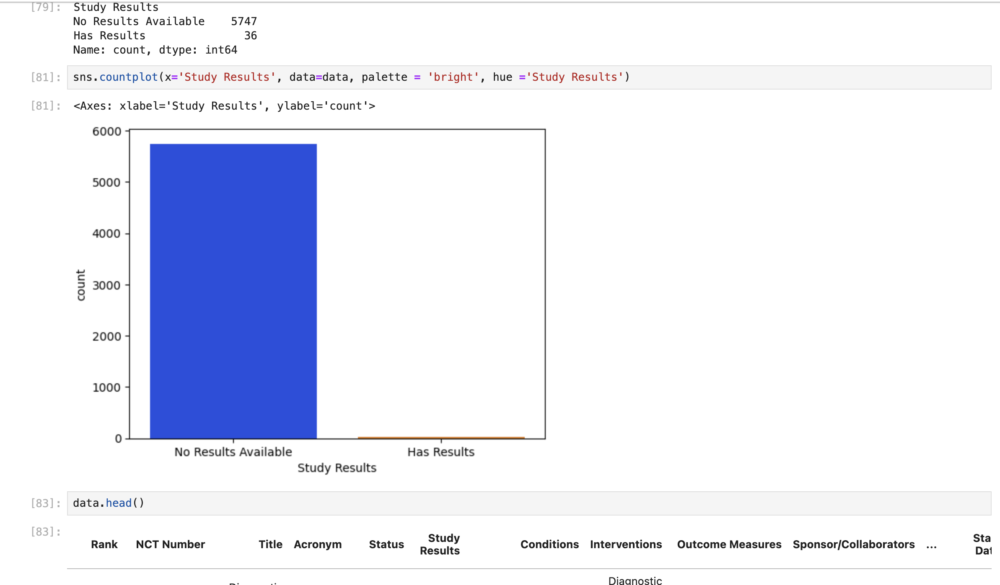 [79]: Study Results
No Results Available    5747
Has Results               36
Name: count, dtype: int64
[81]: sns.countplot(x='Study Results', data=data, palette = 'bright', hue ='Study Results')
[81]: <Axes: xlabel='Study Results', ylabel='count'>
6000
5000
4000
3000
2000
1000
0
count
No Results Available Has Results
Study Results
[83]: data.head()
[83]:
Rank NCT Number Title Acronym Status Study Results Conditions Interventions Outcome Measures Sponsor/Collaborators ...
Diagnostic